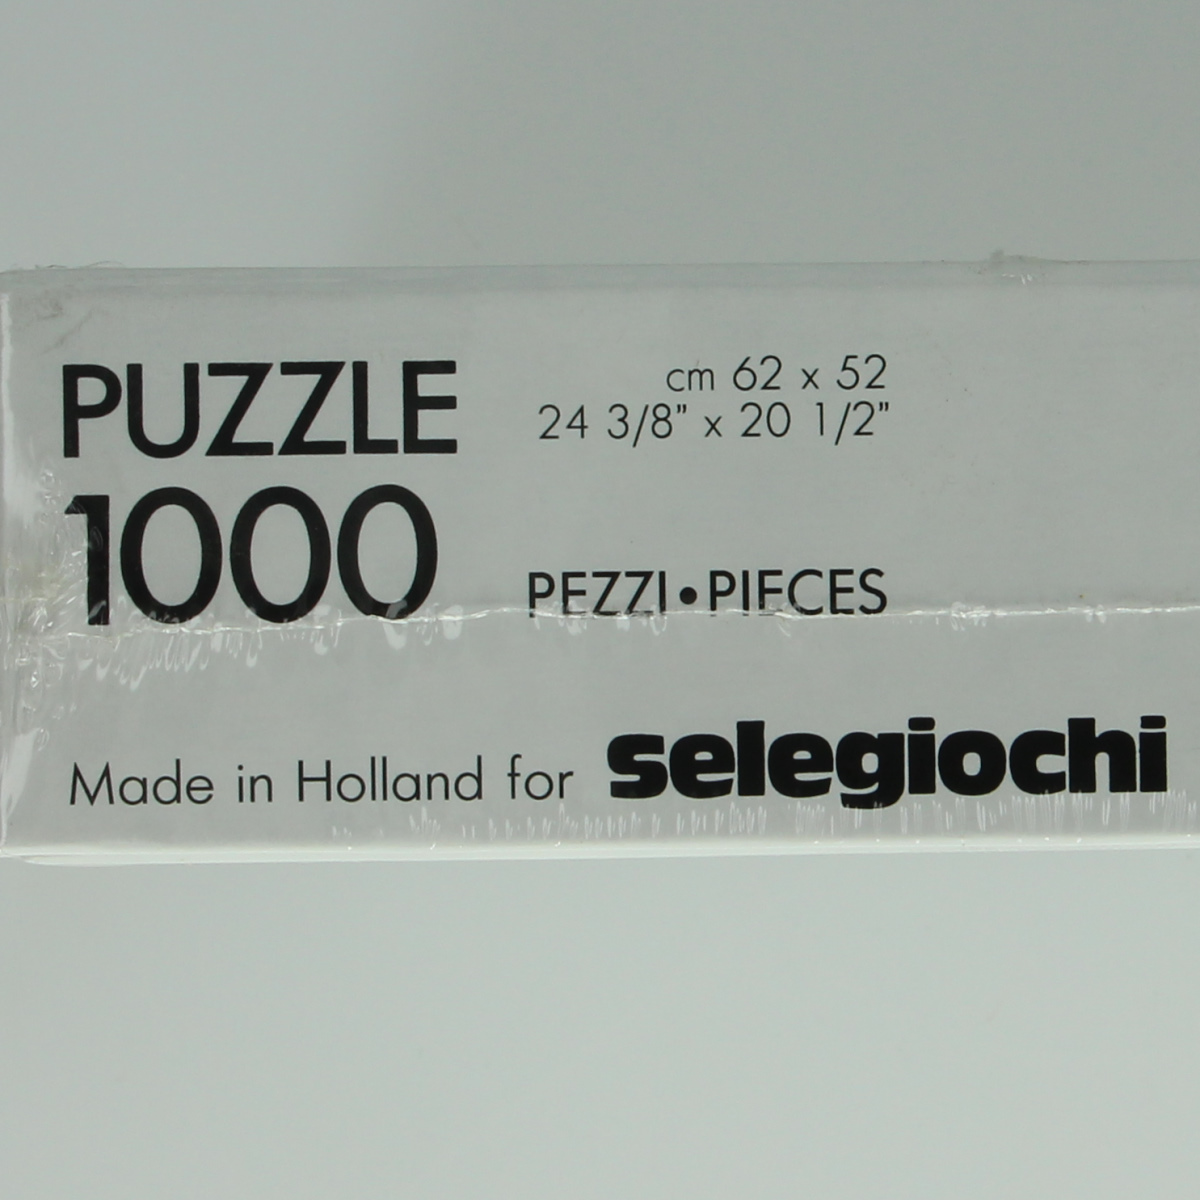 PUZZLE
cm 62 x 52
24 3/8" x 20 1/2"
1000
PEZZI • PIECES
Made in Holland for selegiochi